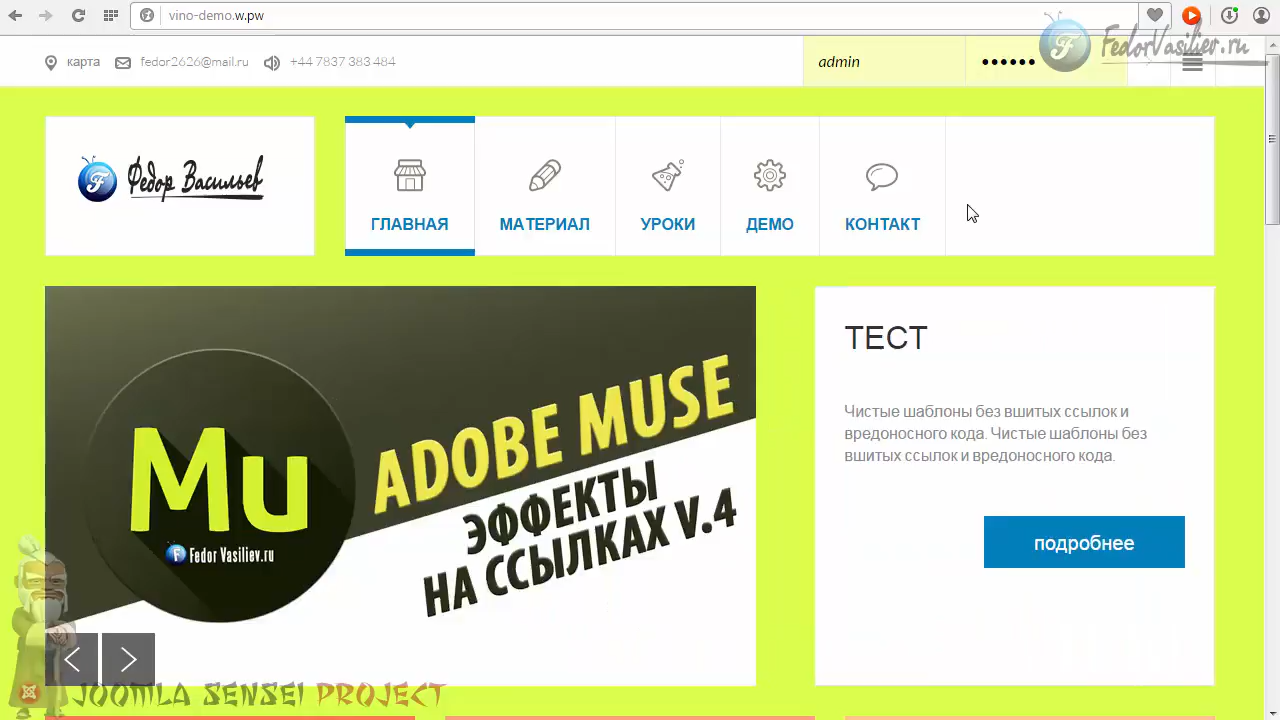 vino-demo.w.pw
карта fedor2626@mail.ru +44 7837 383 484 admin ••••••
FedorVasiliev.ru
Федор Васильев
ГЛАВНАЯ МАТЕРИАЛ УРОКИ ДЕМО КОНТАКТ
Mu
Fedor Vasiliev.ru
ADOBE MUSE
ЭФФЕКТЫ
НА ССЫЛКАХ V.4
ТЕСТ
Чистые шаблоны без вшитых ссылок и
вредоносного кода. Чистые шаблоны без
вшитых ссылок и вредоносного кода.
подробнее
JOOMLA SENSEI PROJECT